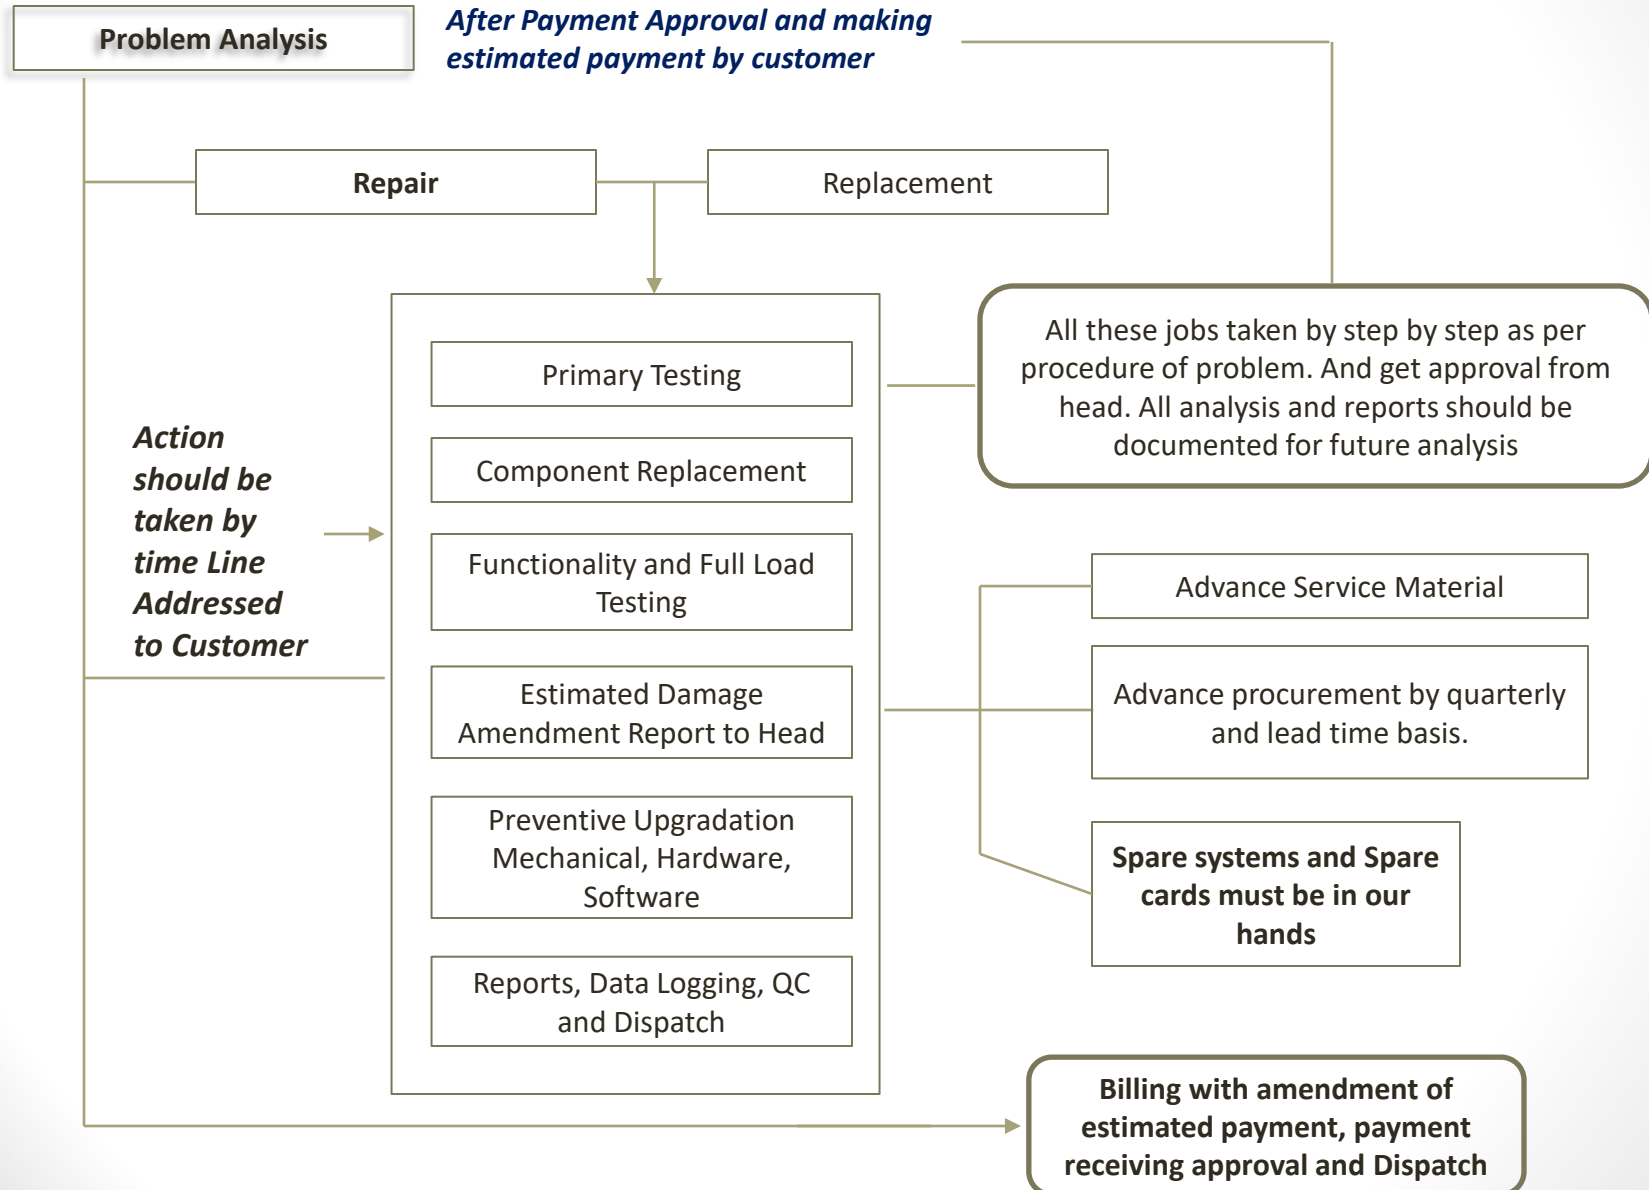 Problem Analysis
After Payment Approval and making
estimated payment by customer
Repair
Replacement
Primary Testing
Component Replacement
Functionality and Full Load
Testing
Estimated Damage
Amendment Report to Head
Preventive Upgradation
Mechanical, Hardware,
Software
Reports, Data Logging, QC
and Dispatch
Action
should be
taken by
time Line
Addressed
to Customer
All these jobs taken by step by step as per
procedure of problem. And get approval from
head. All analysis and reports should be
documented for future analysis
Advance Service Material
Advance procurement by quarterly
and lead time basis.
Spare systems and Spare
cards must be in our
hands
Billing with amendment of
estimated payment, payment
receiving approval and Dispatch